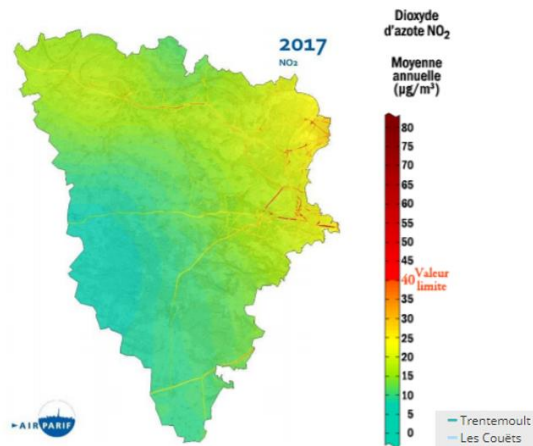 2017
NO2
Dioxyde
d'azote NO2
Moyenne
annuelle
(µg/m³)
80
75
70
65
60
55
50
45
40 Valeur
limite
35
30
25
20
15
10
5
0
AIRPARIF
Trentemoult
Les Couëts